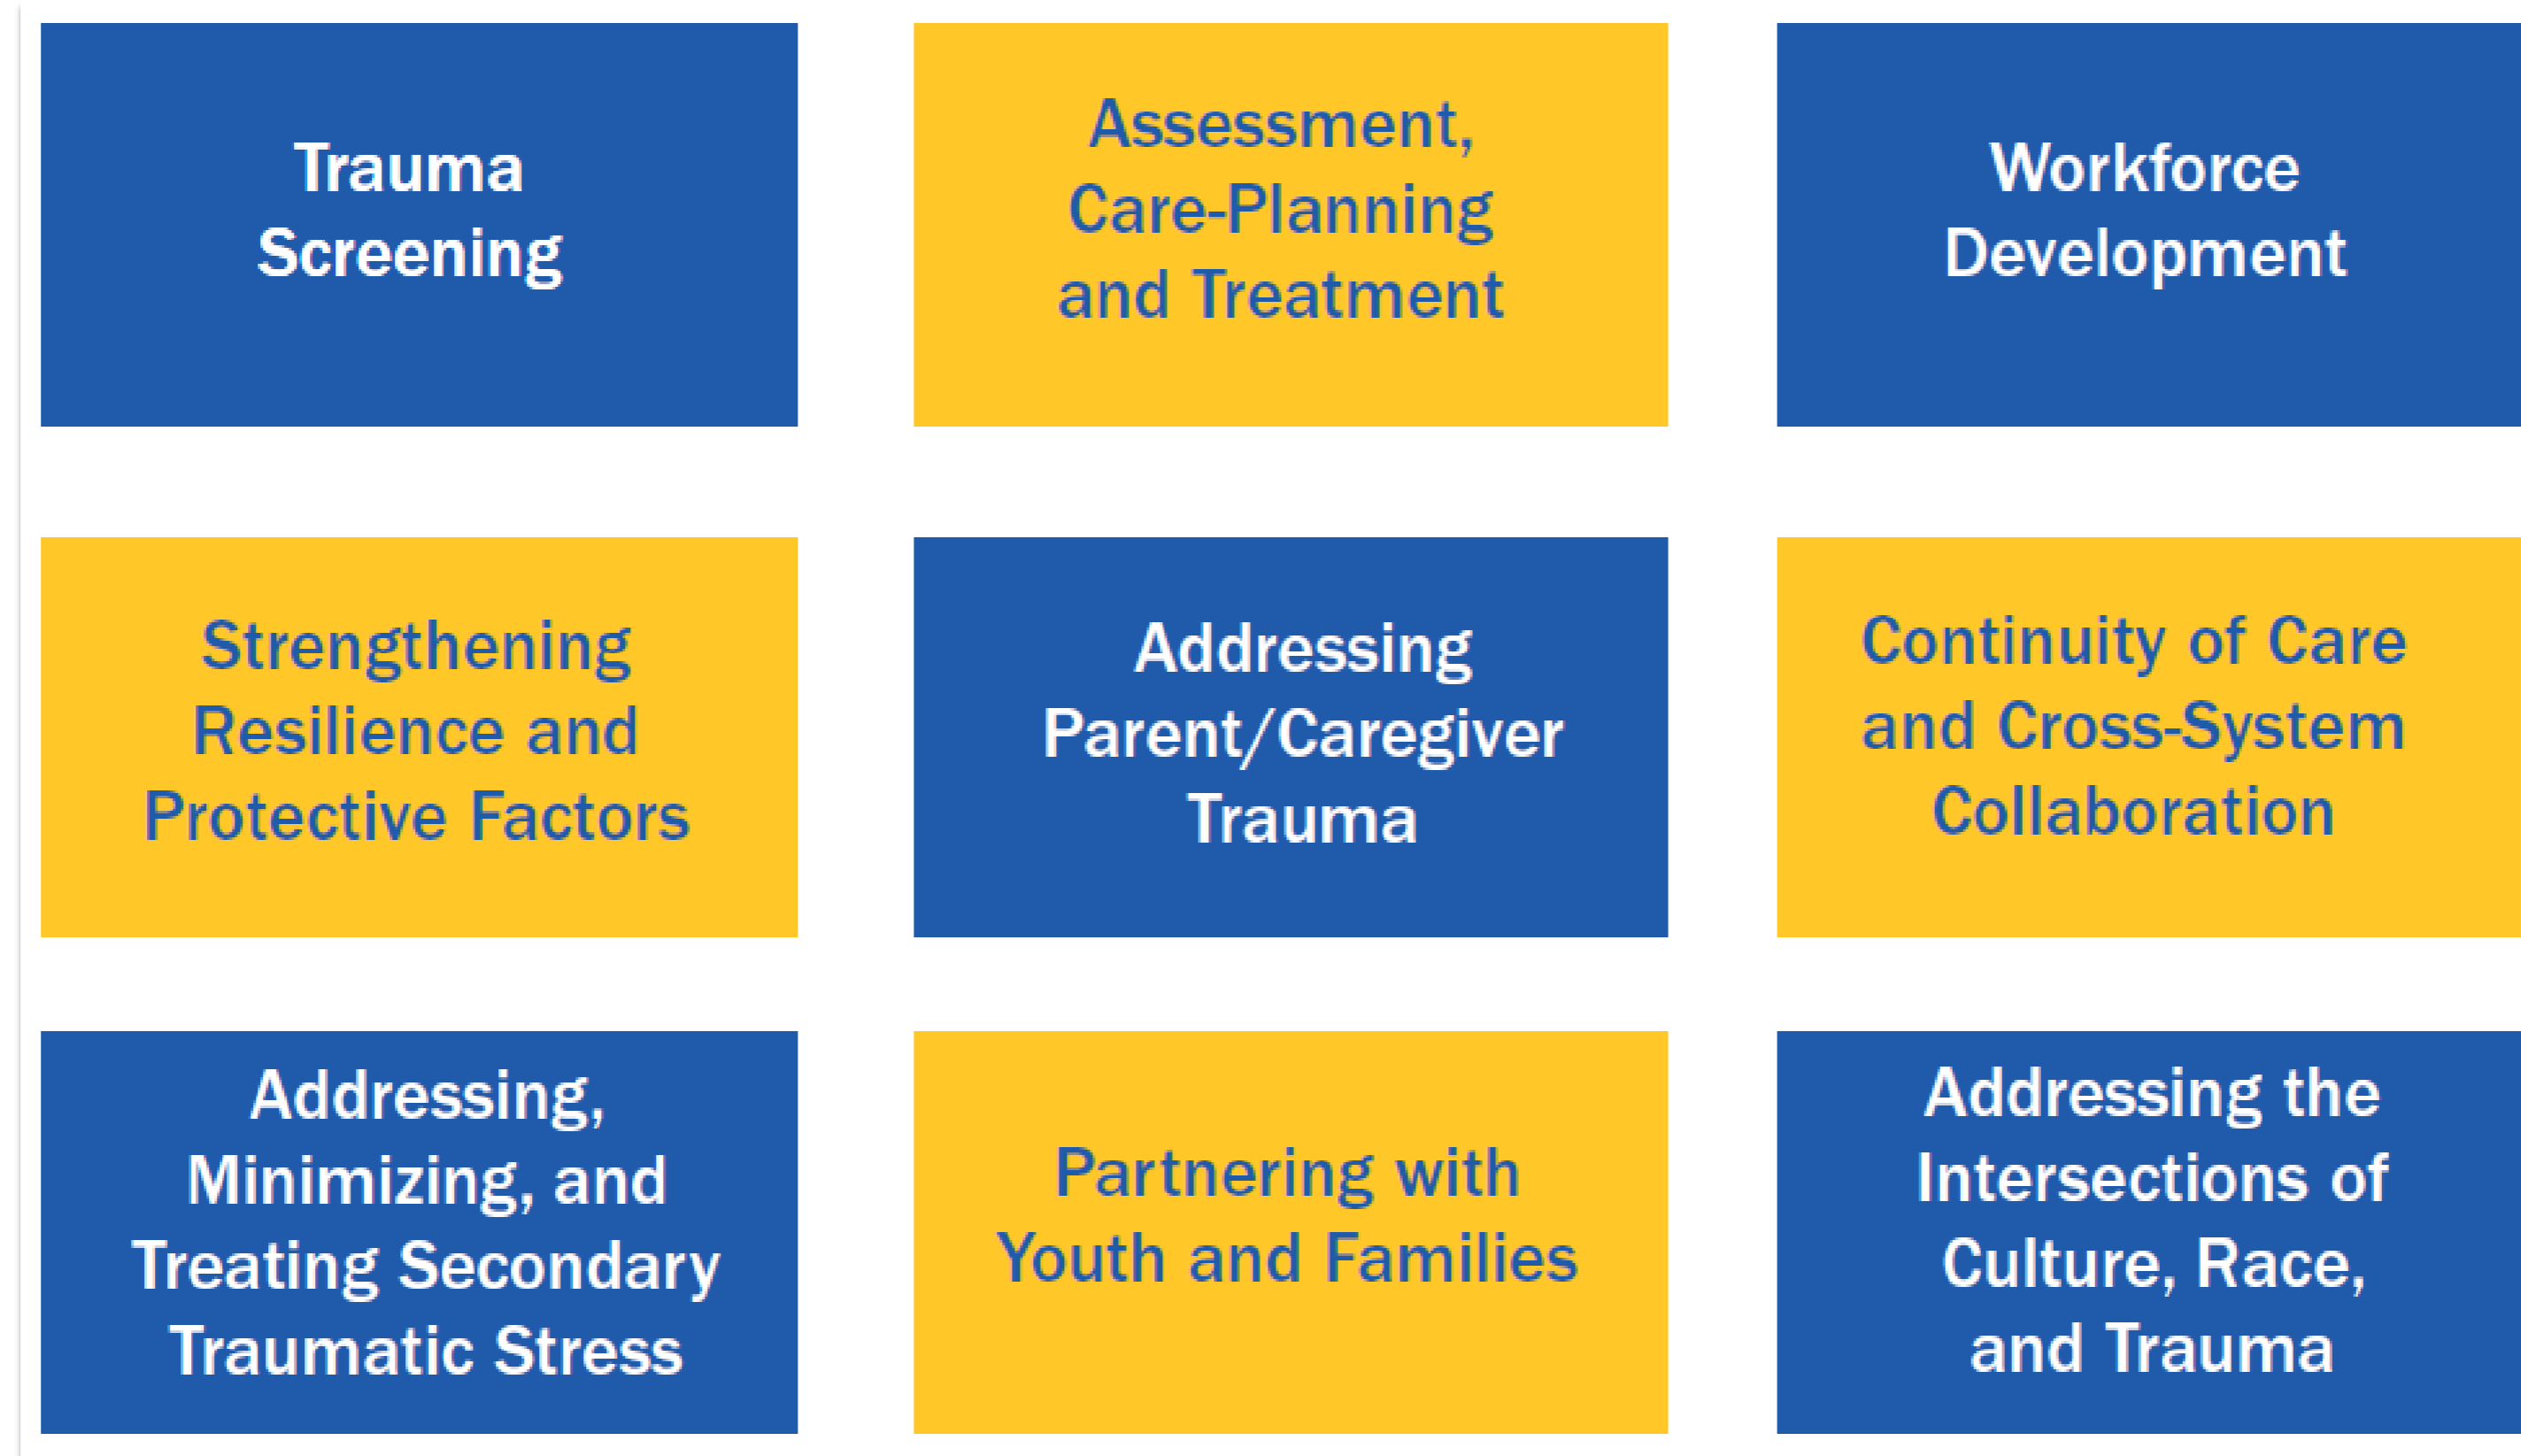 Trauma
Screening
Assessment,
Care-Planning
and Treatment
Workforce
Development
Strengthening
Resilience and
Protective Factors
Addressing
Parent/Caregiver
Trauma
Continuity of Care
and Cross-System
Collaboration
Addressing,
Minimizing, and
Treating Secondary
Traumatic Stress
Partnering with
Youth and Families
Addressing the
Intersections of
Culture, Race,
and Trauma